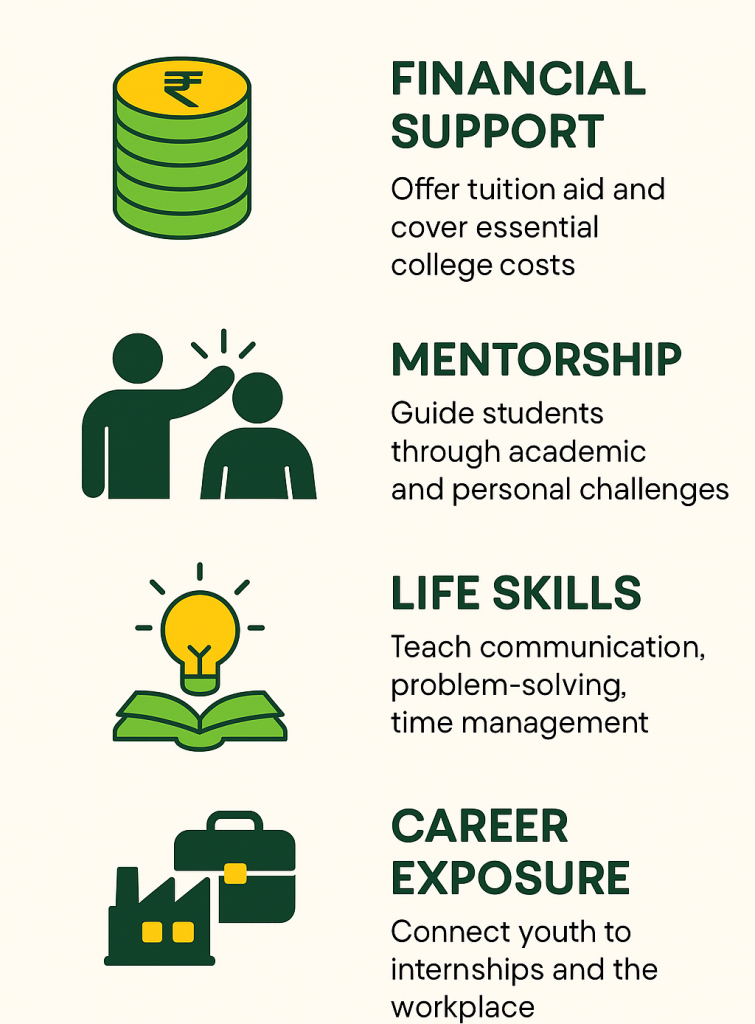 ₹
FINANCIAL
SUPPORT
Offer tuition aid and
cover essential
college costs
MENTORSHIP
Guide students
through academic
and personal challenges
LIFE SKILLS
Teach communication,
problem-solving,
time management
CAREER
EXPOSURE
Connect youth to
internships and the
workplace